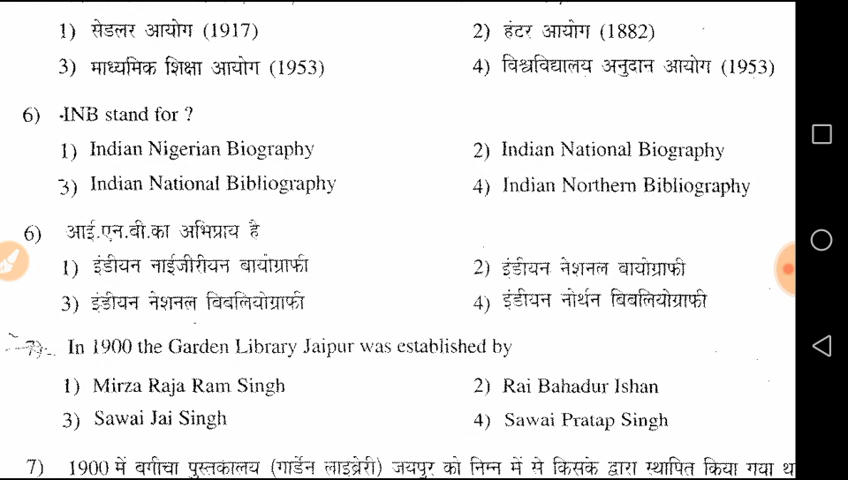 1) सेडलर आयोग (1917) 2) हंटर आयोग (1882)
3) माध्यमिक शिक्षा आयोग (1953) 4) विश्वविद्यालय अनुदान आयोग (1953)
6) INB stand for ?
1) Indian Nigerian Biography 2) Indian National Biography
3) Indian National Bibliography 4) Indian Northern Bibliography
6) आई.एन.बी.का अभिप्राय है
1) इंडीयन नाईजीरीयन बायोग्राफी 2) इंडीयन नेशनल बायोग्राफी
3) इंडीयन नेशनल विबलियोग्राफी 4) इंडीयन नोर्थन बिबलियोग्राफी
7) In 1900 the Garden Library Jaipur was established by
1) Mirza Raja Ram Singh 2) Rai Bahadur Ishan
3) Sawai Jai Singh 4) Sawai Pratap Singh
7) 1900 में बगीचा पुस्तकालय (गार्डेन लाइब्रेरी) जयपुर को निम्न में से किसके द्वारा स्थापित किया गया